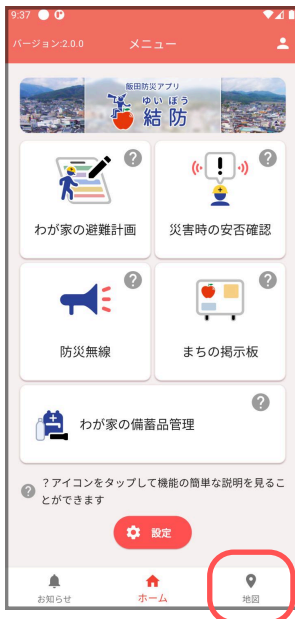 9:37
バージョン:2.0.0
メニュー
飯田防災アプリ
ゆいぼう
結防
?
わが家の避難計画
?
災害時の安否確認
?
防災無線
?
まちの掲示板
?
わが家の備蓄品管理
? ？アイコンをタップして機能の簡単な説明を見るこ
とができます
設定
お知らせ
ホーム
地図